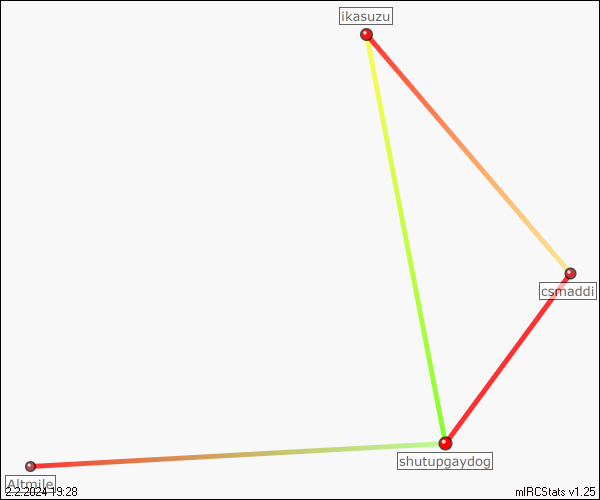 ikasuzu
csmaddi
shutupgaydog
Altmile
2.2.2024 19:28
mIRCStats v1.25